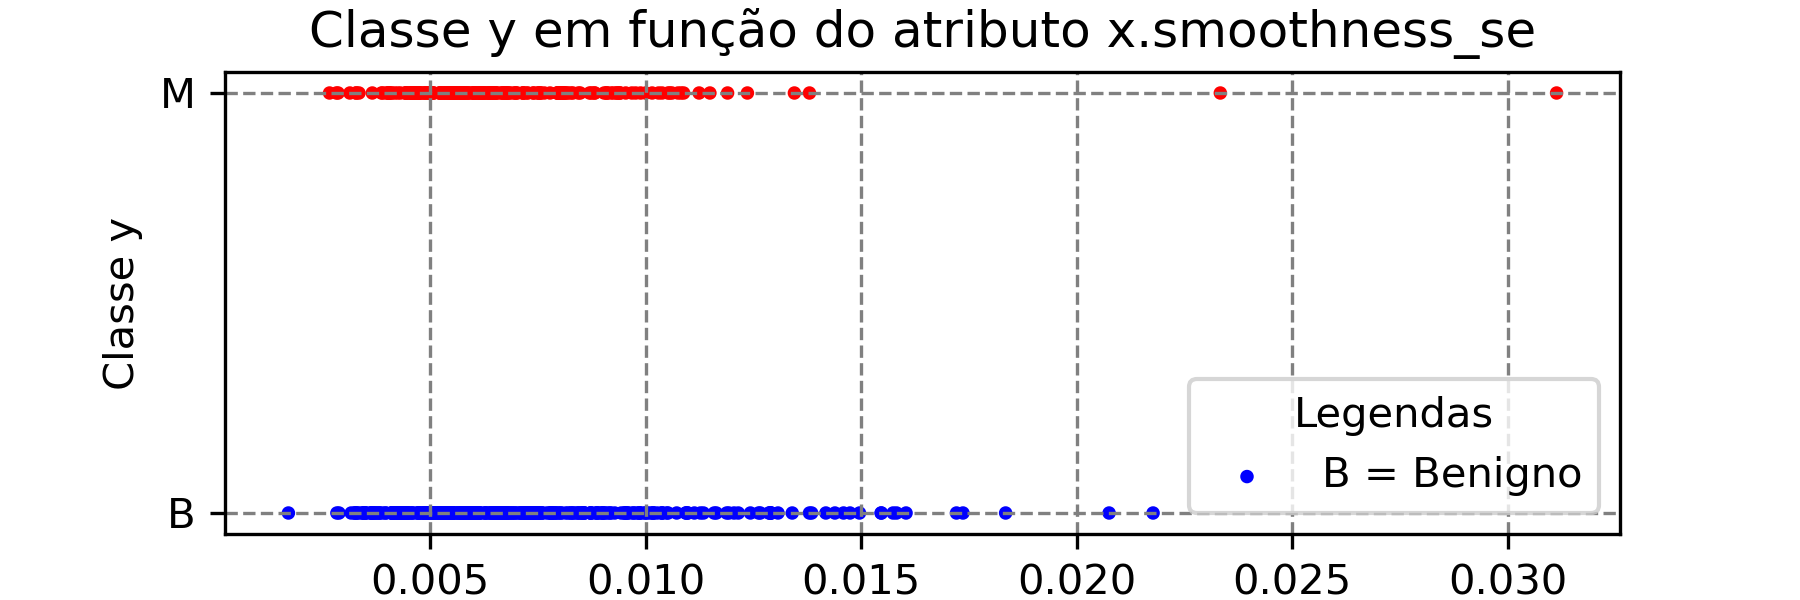 Classe y em função do atributo x.smoothness_se
M
Classe y
B
Legendas
B = Benigno
0.005 0.010 0.015 0.020 0.025 0.030